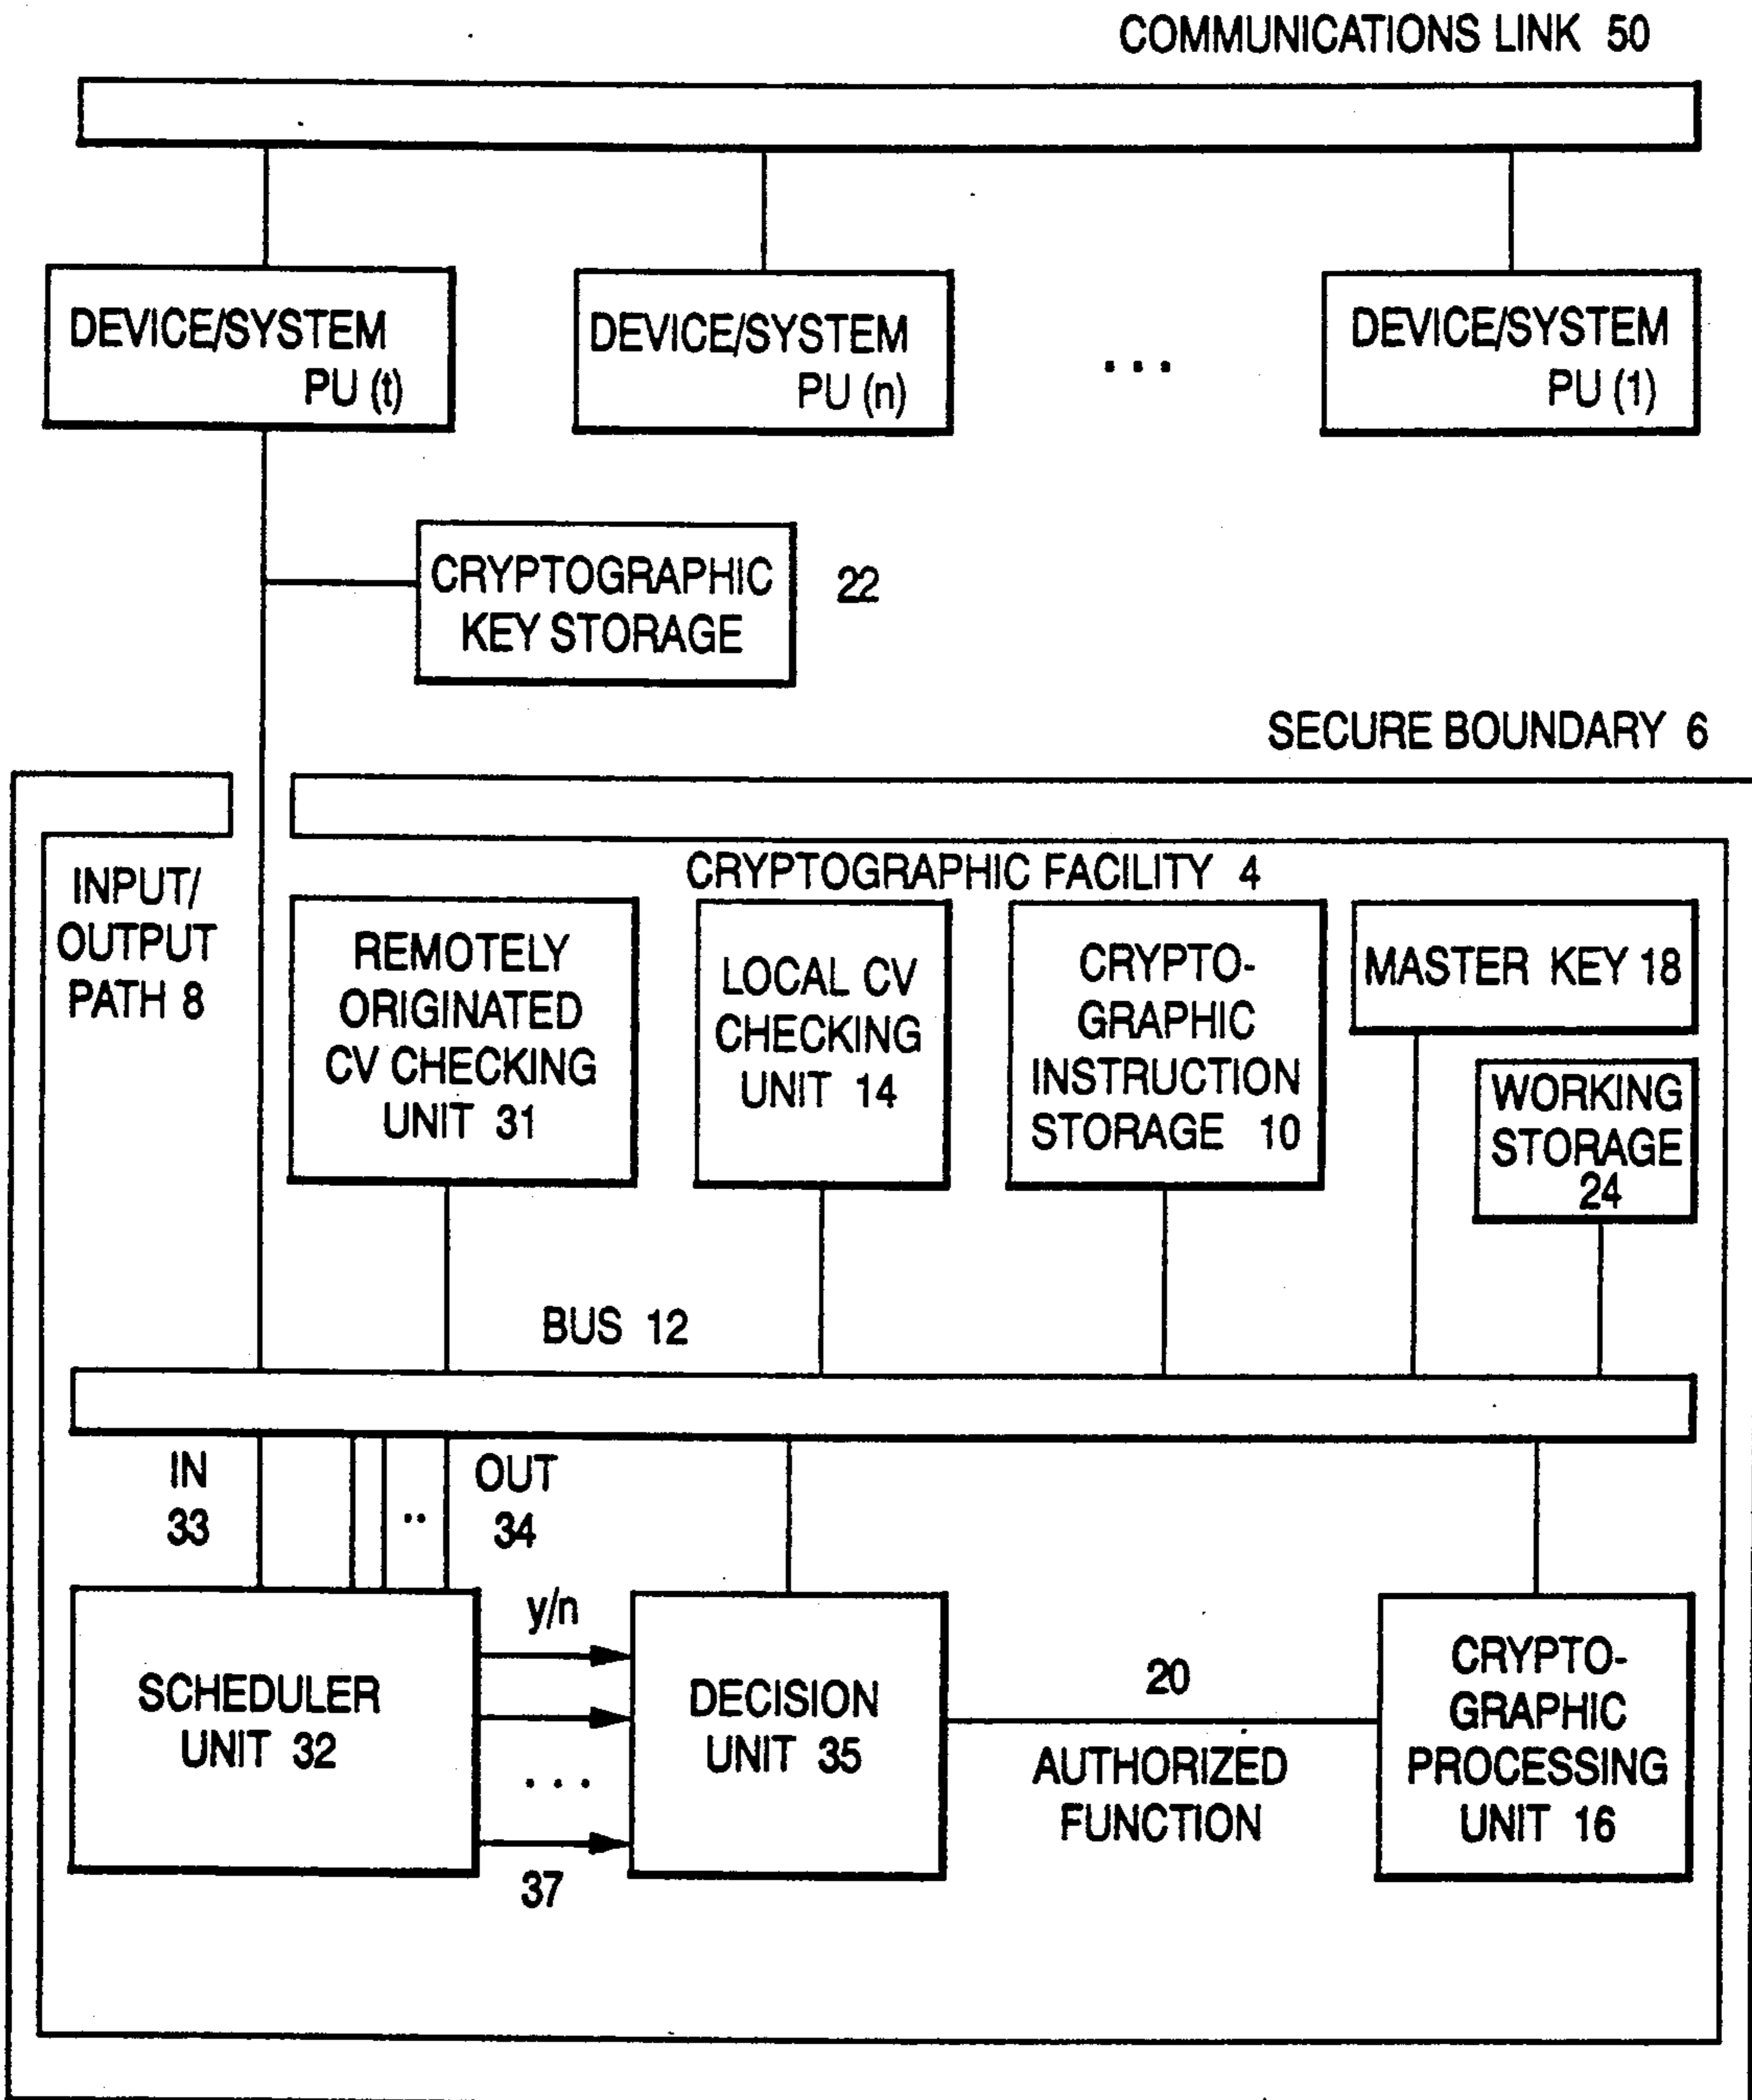 COMMUNICATIONS LINK 50
DEVICE/SYSTEM
PU (t)
DEVICE/SYSTEM
PU (n)
...
DEVICE/SYSTEM
PU (1)
CRYPTOGRAPHIC
KEY STORAGE
22
SECURE BOUNDARY 6
INPUT/
OUTPUT
PATH 8
CRYPTOGRAPHIC FACILITY 4
REMOTELY
ORIGINATED
CV CHECKING
UNIT 31
LOCAL CV
CHECKING
UNIT 14
CRYPTO-
GRAPHIC
INSTRUCTION
STORAGE 10
MASTER KEY 18
WORKING
STORAGE
24
BUS 12
IN
33
..
OUT
34
SCHEDULER
UNIT 32
y/n
...
37
DECISION
UNIT 35
20
AUTHORIZED
FUNCTION
CRYPTO-
GRAPHIC
PROCESSING
UNIT 16